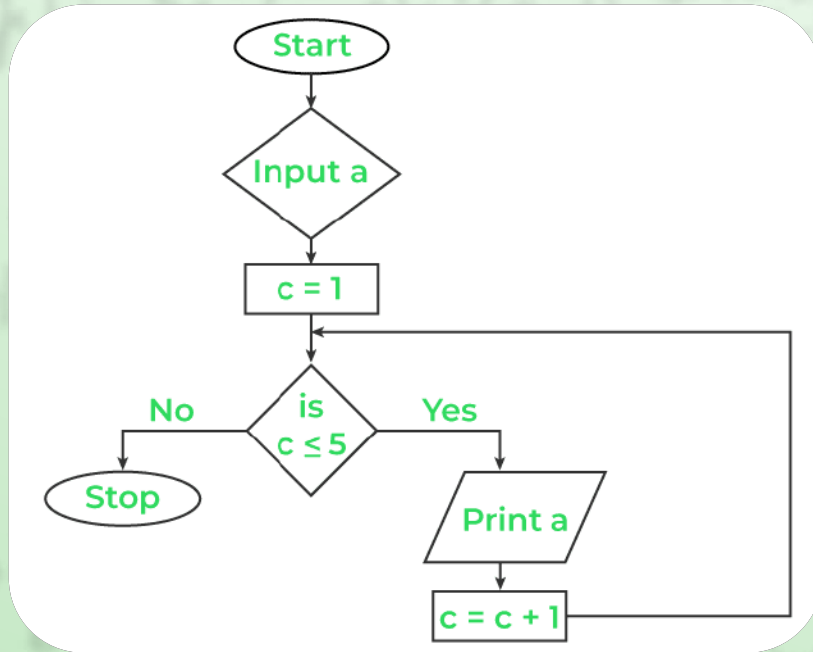 Start
Input a
c = 1
is
c ≤ 5
No
Yes
Stop
Print a
c = c + 1